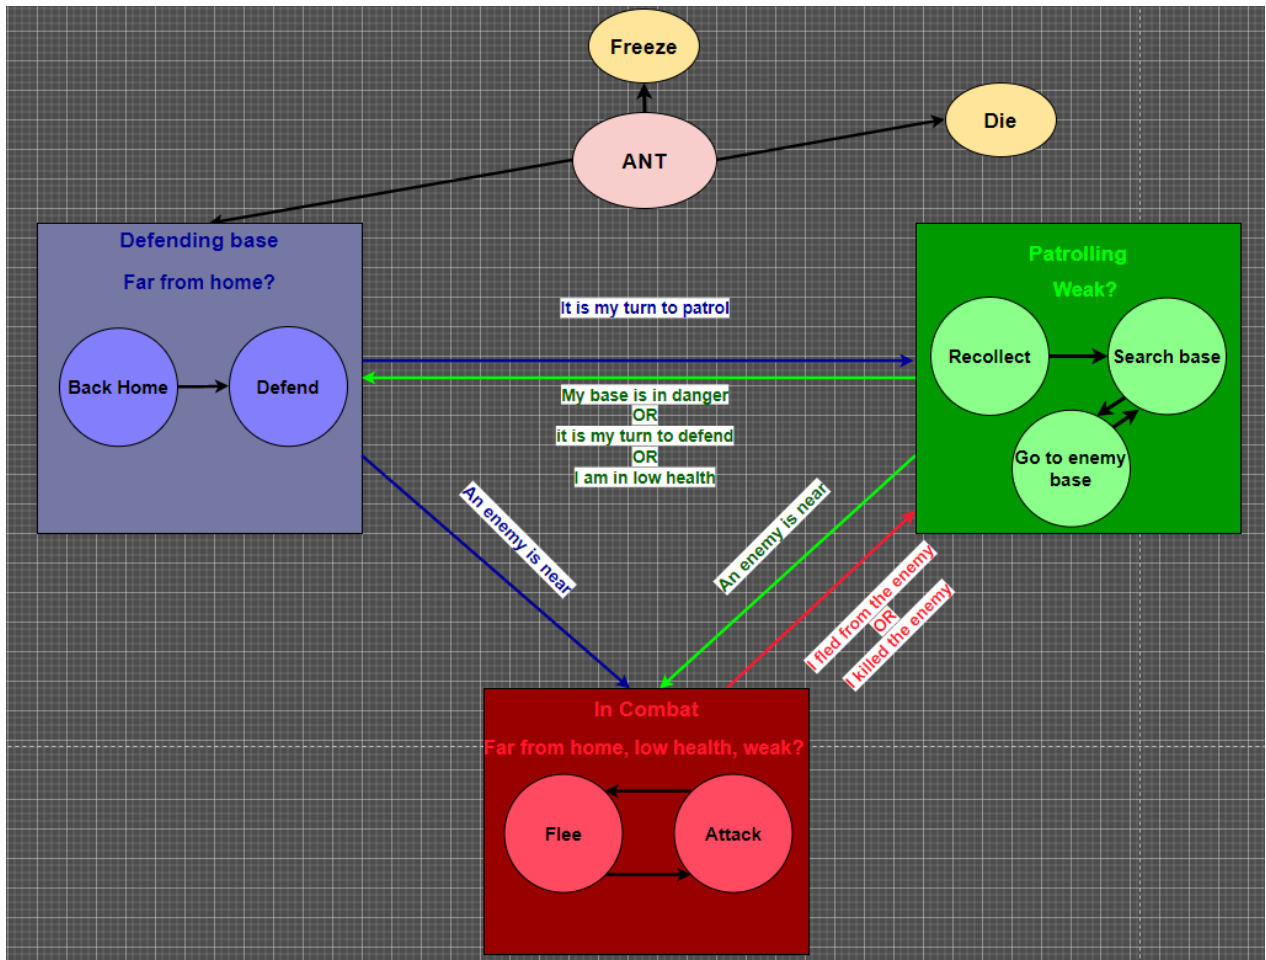 Freeze
Die
ANT
Defending base
Far from home?
Back Home
Defend
It is my turn to patrol
My base is in danger
OR
it is my turn to defend
OR
I am in low health
Patrolling
Weak?
Recollect
Search base
Go to enemy
base
An enemy is near
An enemy is near
I fled from the enemy
OR
I killed the enemy
In Combat
Far from home, low health, weak?
Flee
Attack